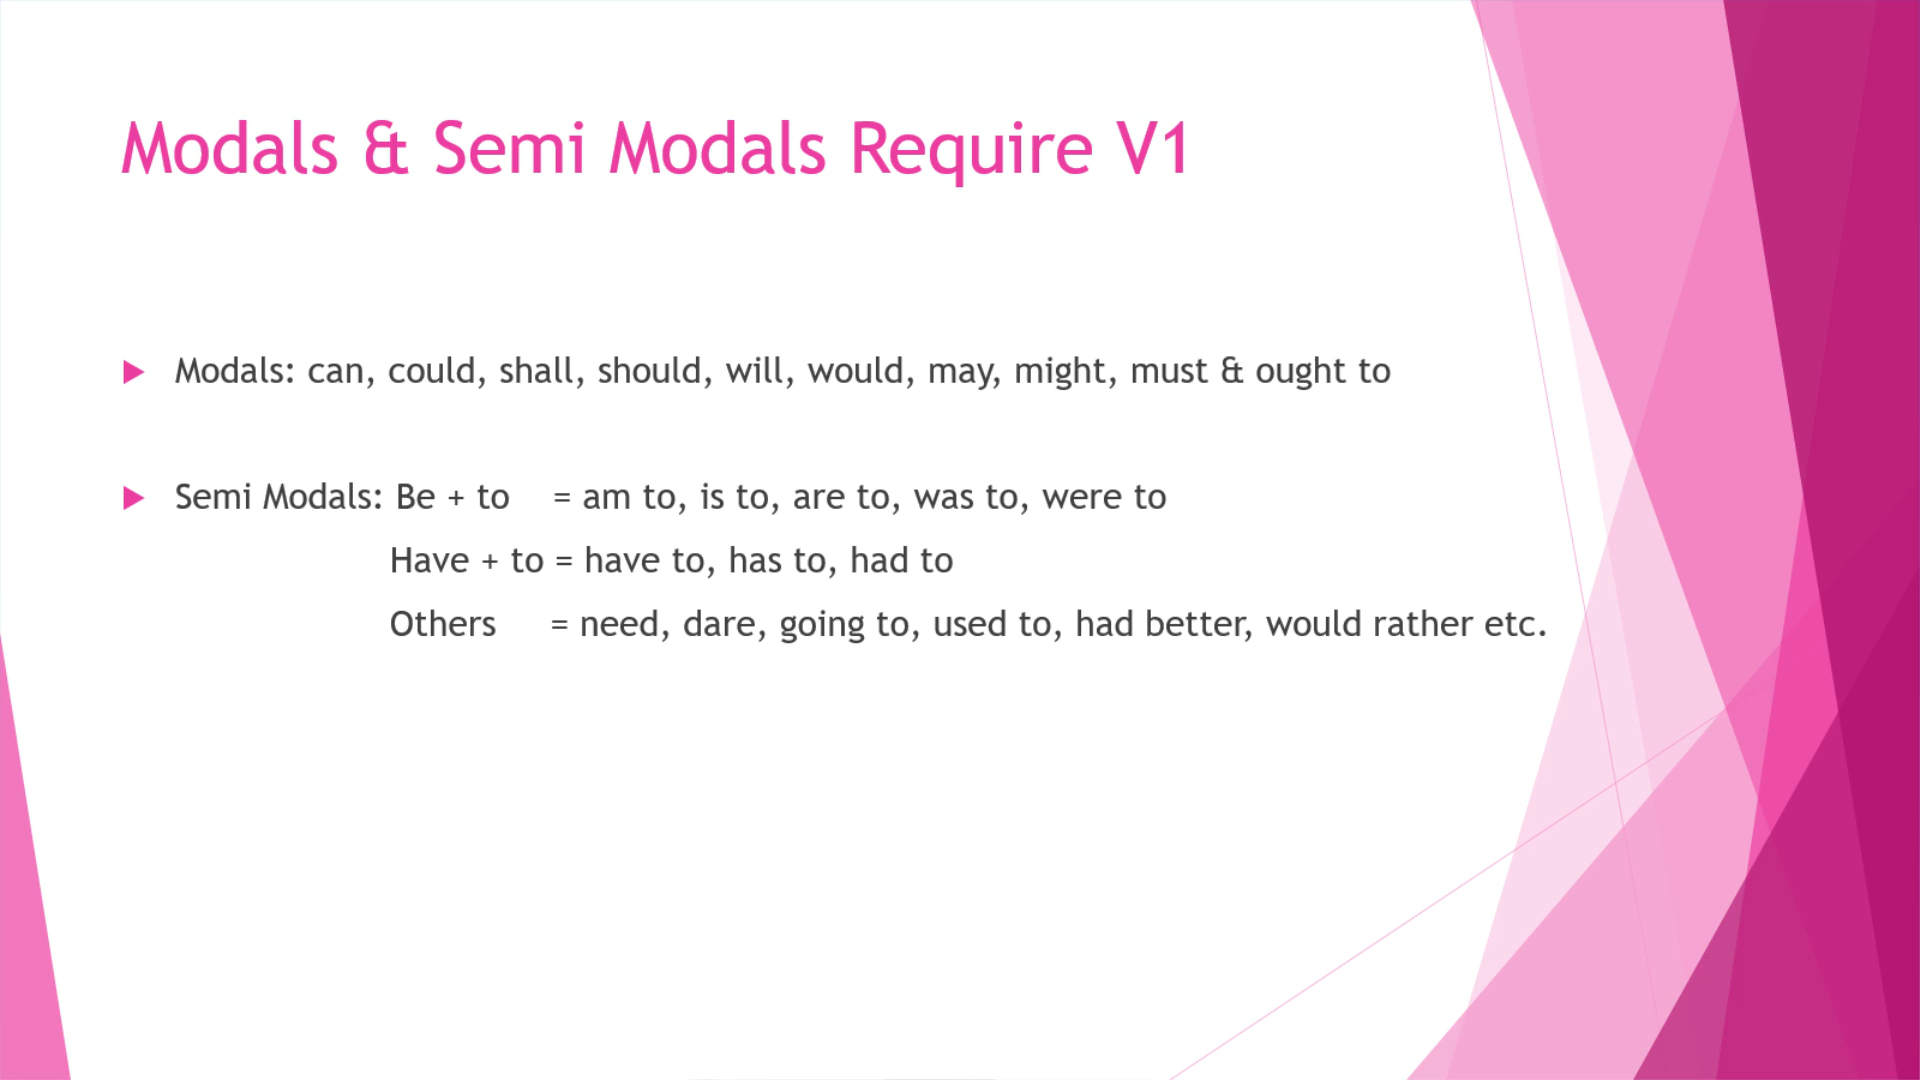 Modals & Semi Modals Require V1
Modals: can, could, shall, should, will, would, may, might, must & ought to
Semi Modals: Be + to = am to, is to, are to, was to, were to
Have + to = have to, has to, had to
Others = need, dare, going to, used to, had better, would rather etc.